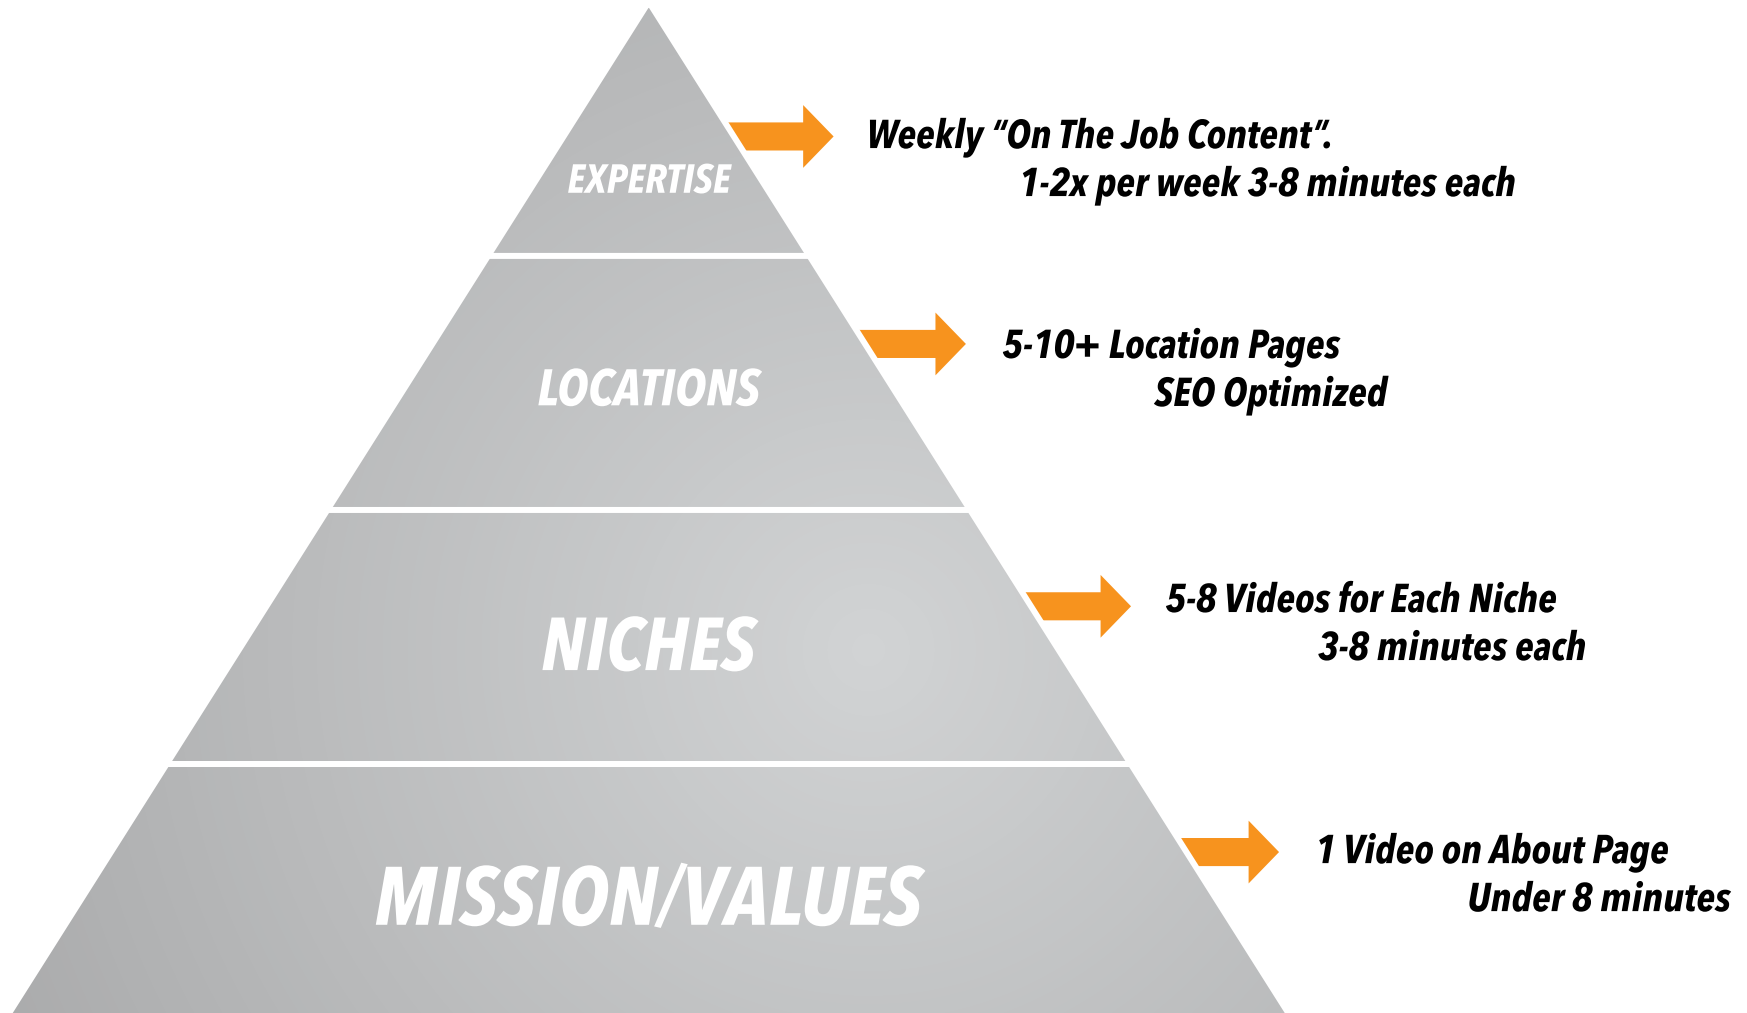 Weekly “On The Job Content”.
1-2x per week 3-8 minutes each
EXPERTISE
5-10+ Location Pages
SEO Optimized
LOCATIONS
5-8 Videos for Each Niche
3-8 minutes each
NICHES
1 Video on About Page
Under 8 minutes
MISSION/VALUES